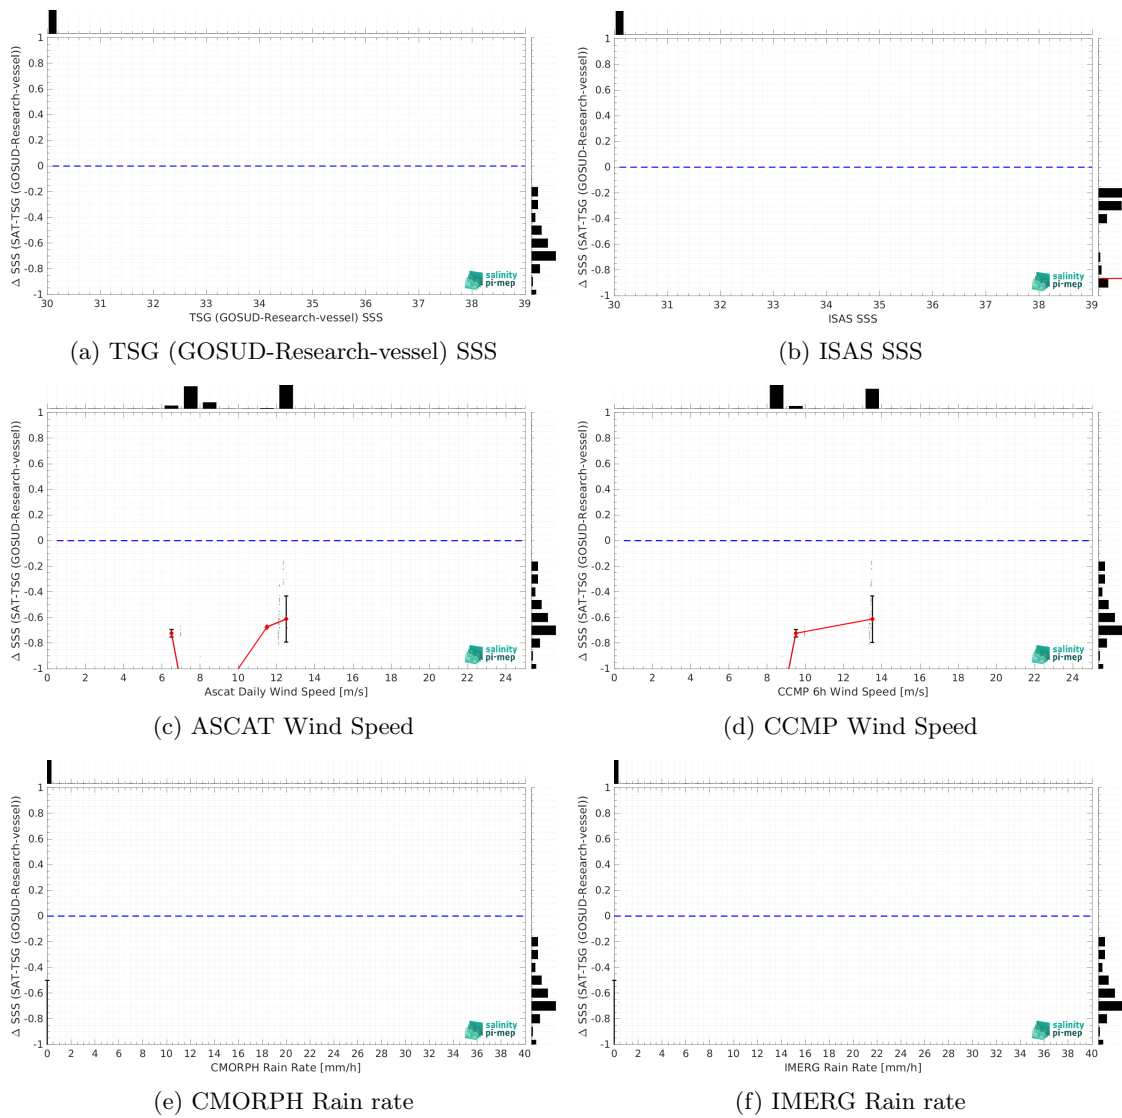 1
0.8
0.6
0.4
0.2
0
-0.2
-0.4
-0.6
-0.8
-1
Δ SSS (SAT-TSG (GOSUD-Research-vessel))
30 31 32 33 34 35 36 37 38 39
TSG (GOSUD-Research-vessel) SSS
salinity
pi-mep
(a) TSG (GOSUD-Research-vessel) SSS
1
0.8
0.6
0.4
0.2
0
-0.2
-0.4
-0.6
-0.8
-1
Δ SSS (SAT-TSG (GOSUD-Research-vessel))
30 31 32 33 34 35 36 37 38 39
ISAS SSS
salinity
pi-mep
(b) ISAS SSS
1
0.8
0.6
0.4
0.2
0
-0.2
-0.4
-0.6
-0.8
-1
Δ SSS (SAT-TSG (GOSUD-Research-vessel))
0 2 4 6 8 10 12 14 16 18 20 22 24
Ascat Daily Wind Speed [m/s]
salinity
pi-mep
(c) ASCAT Wind Speed
1
0.8
0.6
0.4
0.2
0
-0.2
-0.4
-0.6
-0.8
-1
Δ SSS (SAT-TSG (GOSUD-Research-vessel))
0 2 4 6 8 10 12 14 16 18 20 22 24
CCMP 6h Wind Speed [m/s]
salinity
pi-mep
(d) CCMP Wind Speed
1
0.8
0.6
0.4
0.2
0
-0.2
-0.4
-0.6
-0.8
-1
Δ SSS (SAT-TSG (GOSUD-Research-vessel))
0 2 4 6 8 10 12 14 16 18 20 22 24 26 28 30 32 34 36 38 40
CMORPH Rain Rate [mm/h]
salinity
pi-mep
(e) CMORPH Rain rate
1
0.8
0.6
0.4
0.2
0
-0.2
-0.4
-0.6
-0.8
-1
Δ SSS (SAT-TSG (GOSUD-Research-vessel))
0 2 4 6 8 10 12 14 16 18 20 22 24 26 28 30 32 34 36 38 40
IMERG Rain Rate [mm/h]
salinity
pi-mep
(f) IMERG Rain rate